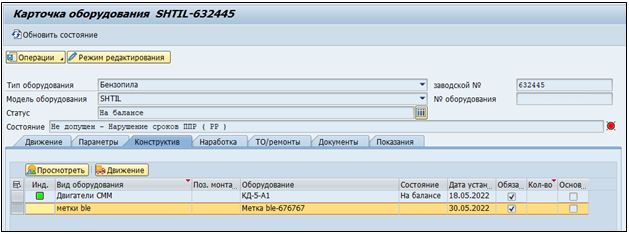 Карточка оборудования SHTIL-632445
Обновить состояние
Операции Режим редактирования
Тип оборудования Бензопила заводской № 632445
Модель оборудования SHTIL № оборудования
Статус На балансе
Состояние Не допущен - Нарушение сроков ППР ( РР )
Движение Параметры Конструктив Наработка ТО/ремонты Документы Показания
Просмотреть Движение
Инд. Вид оборудования Поз. монта... Оборудование Состояние Дата устан... Обяза... Кол-во Основ...
Двигатели СММ КД-5-А1 На балансе 18.05.2022
метки ble Метка ble-676767 30.05.2022